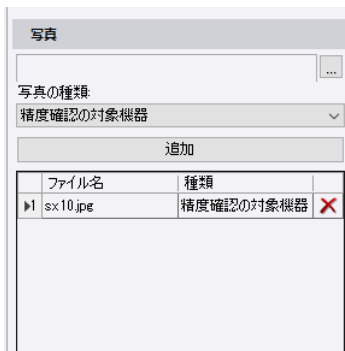 写真
...
写真の種類:
精度確認の対象機器
追加
ファイル名 種類
1 sx10.jpg 精度確認の対象機器